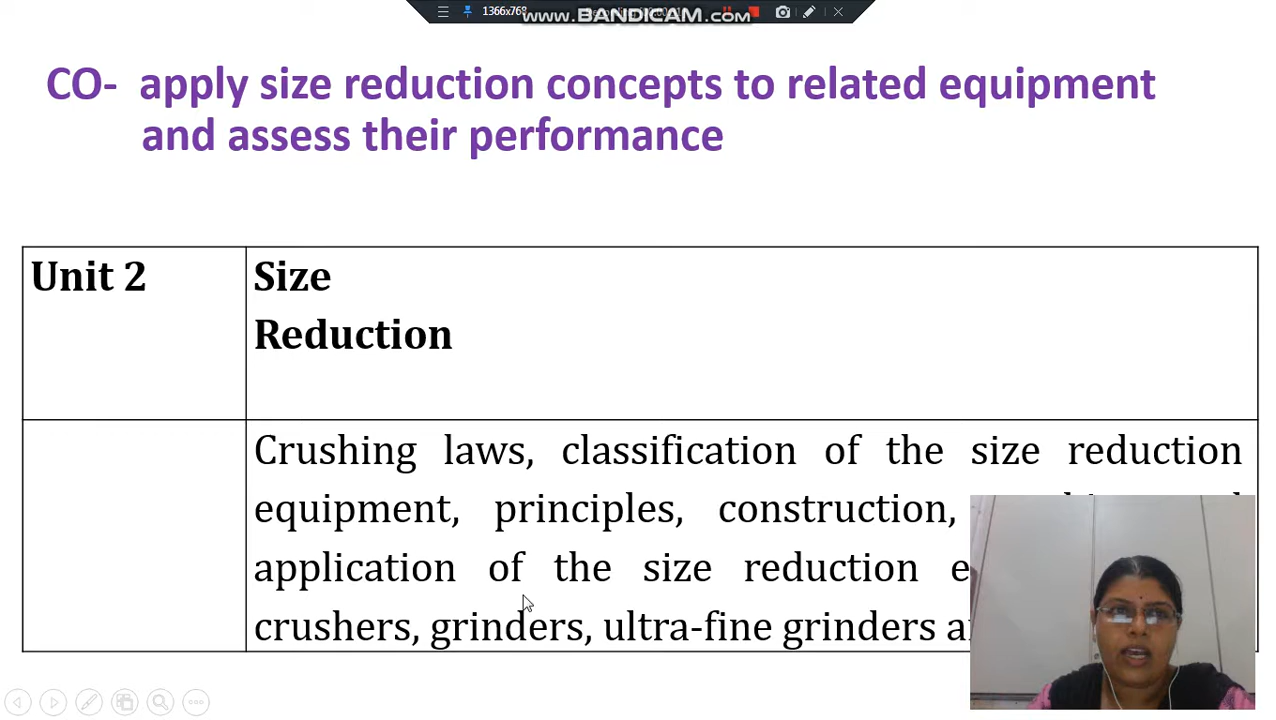 1366x768
www.BANDICAM.com
CO- apply size reduction concepts to related equipment
and assess their performance
Unit 2
Size
Reduction
Crushing laws, classification of the size reduction
equipment, principles, construction,
application of the size reduction
crushers, grinders, ultra-fine grinders